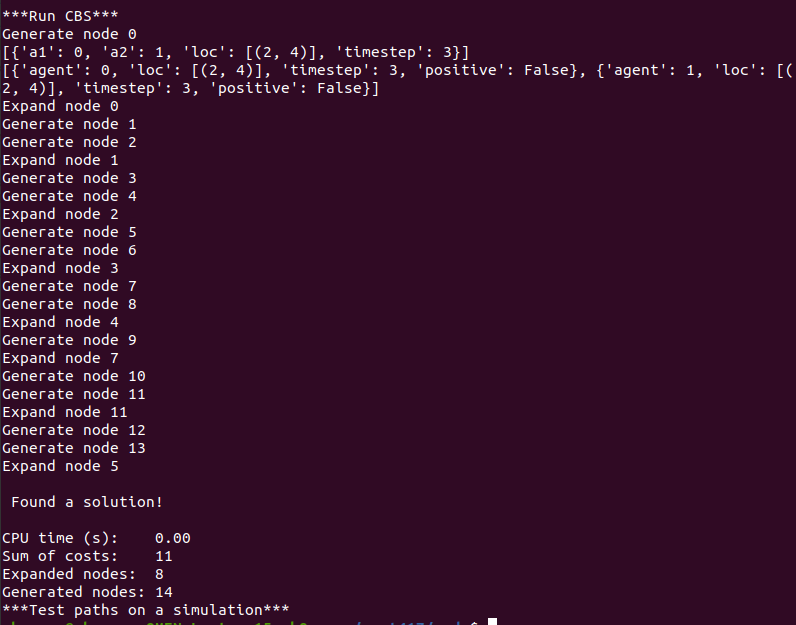 ***Run CBS***
Generate node 0
[{'a1': 0, 'a2': 1, 'loc': [(2, 4)], 'timestep': 3}]
[{'agent': 0, 'loc': [(2, 4)], 'timestep': 3, 'positive': False}, {'agent': 1, 'loc': [(
2, 4)], 'timestep': 3, 'positive': False}]
Expand node 0
Generate node 1
Generate node 2
Expand node 1
Generate node 3
Generate node 4
Expand node 2
Generate node 5
Generate node 6
Expand node 3
Generate node 7
Generate node 8
Expand node 4
Generate node 9
Expand node 7
Generate node 10
Generate node 11
Expand node 11
Generate node 12
Generate node 13
Expand node 5
Found a solution!
CPU time (s):    0.00
Sum of costs:    11
Expanded nodes:  8
Generated nodes: 14
***Test paths on a simulation***